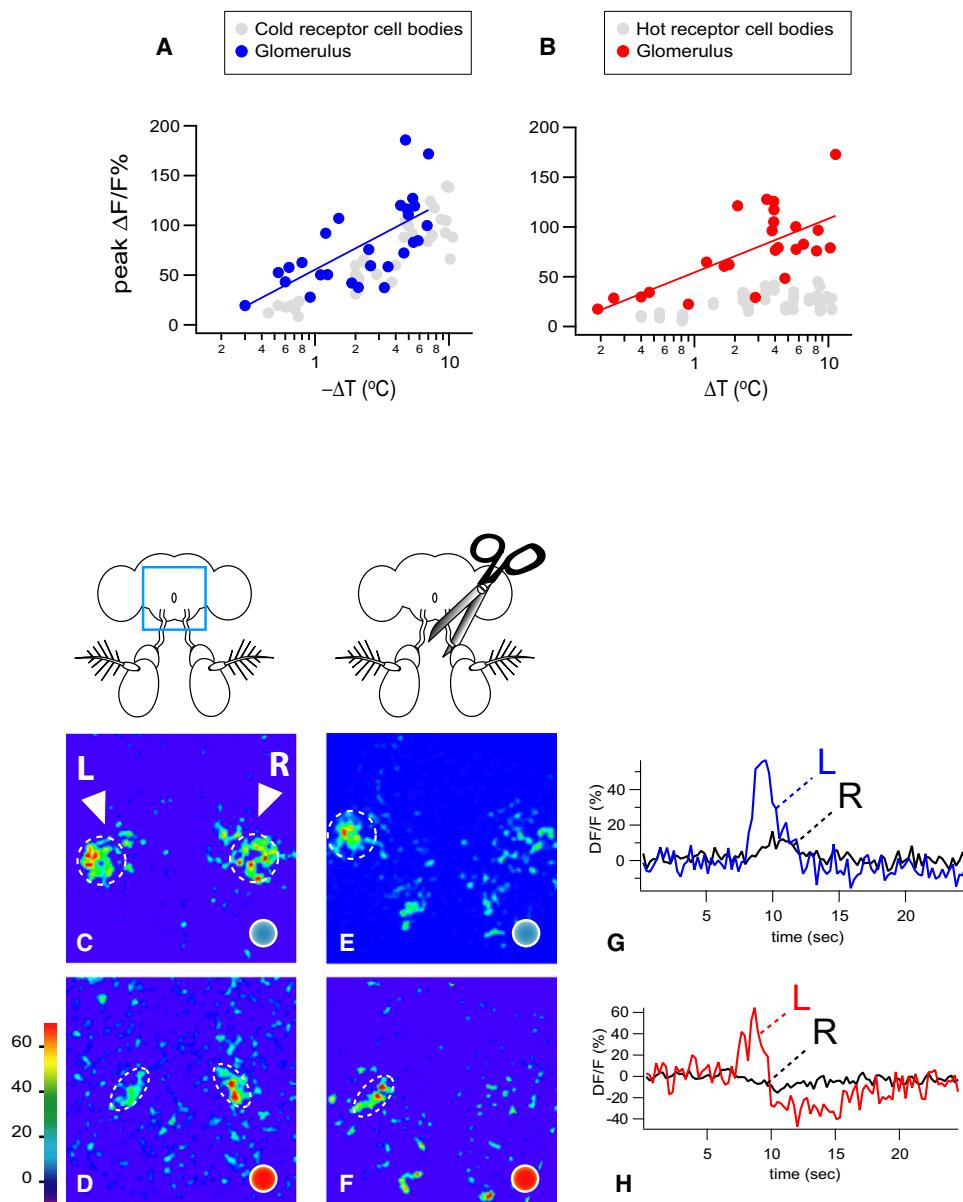 A
Cold receptor cell bodies
Glomerulus
B
Hot receptor cell bodies
Glomerulus
peak ΔF/F%
200
150
100
50
0
2 4 6 8 2 4 6 8
1 10
−ΔT (ºC)
200
150
100
50
0
2 4 6 8 2 4 6 8
1 10
ΔT (ºC)
L
R
C
E
D
F
60
40
20
0
DF/F (%)
40
20
0
L
R
5 10 15 20
time (sec)
G
DF/F (%)
60
40
20
0
-20
-40
L
R
5 10 15 20
time (sec)
H